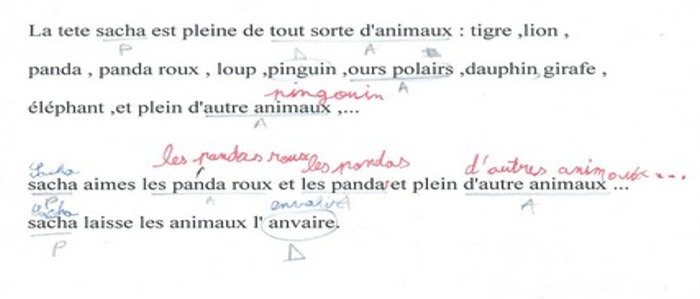 La tete sacha est pleine de tout sorte d'animaux : tigre ,lion ,
P A
panda , panda roux , loup ,pinguin ,ours polairs ,dauphin girafe ,
pingouin A
éléphant ,et plein d'autre animaux ,...
A
Sacha les pandas roux les pandas d'autres animaux...
sacha aimes les panda roux et les panda et plein d'autre animaux ...
P A A
Sacha envaire
sacha laisse les animaux l' anvaire.
P D